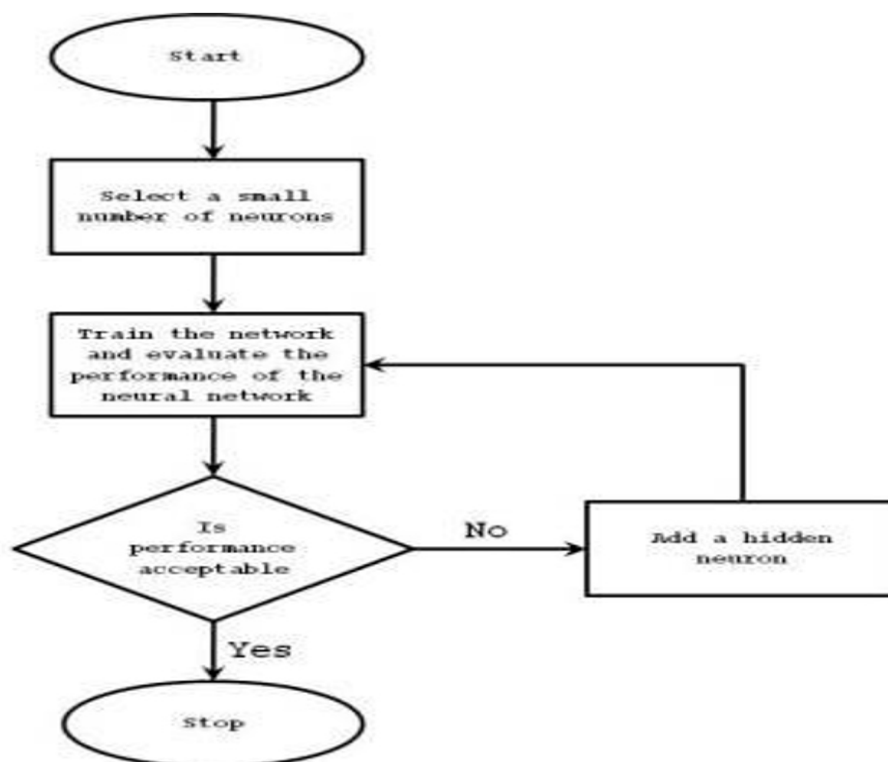 Start
Select a small
number of neurons
Train the network
and evaluate the
performance of the
neural network
Is
performance
acceptable
No
Add a hidden
neuron
Yes
Stop